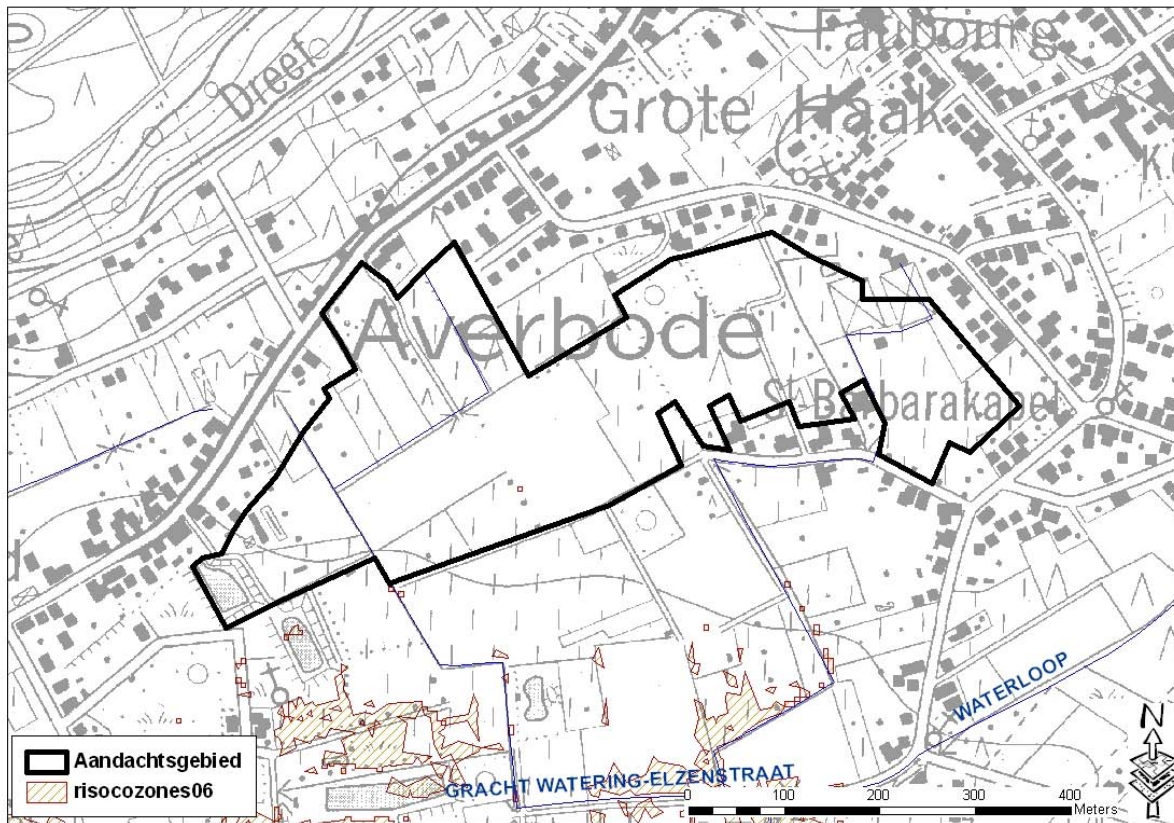 Faubourg
Dreef
Grote Haak
Averbode
St Barbarakapel
WATERLOOP
N
Aandachtsgebied
risocozones06
GRACHT WATERING-ELZENSTRAAT
0 100 200 300 400
Meters